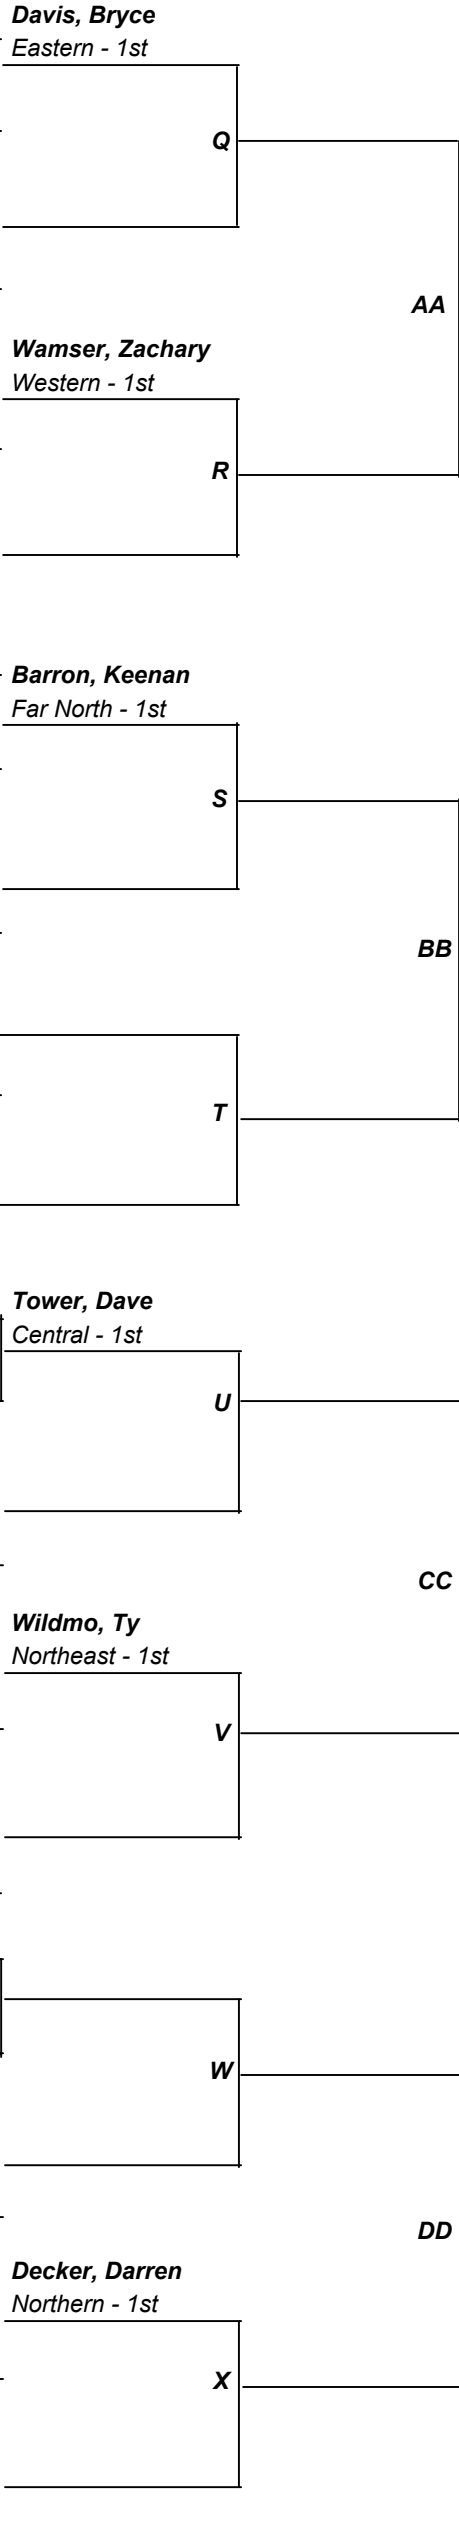 Davis, Bryce
Eastern - 1st
Q
AA
Wamser, Zachary
Western - 1st
R
Barron, Keenan
Far North - 1st
S
BB
T
Tower, Dave
Central - 1st
U
CC
Wildmo, Ty
Northeast - 1st
V
W
DD
Decker, Darren
Northern - 1st
X